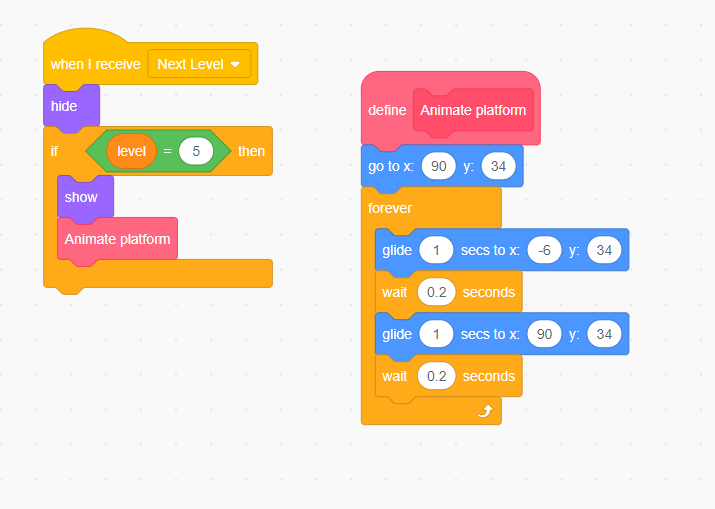 when I receive Next Level
hide
if level = 5 then
show
Animate platform
define Animate platform
go to x: 90 y: 34
forever
glide 1 secs to x: -6 y: 34
wait 0.2 seconds
glide 1 secs to x: 90 y: 34
wait 0.2 seconds